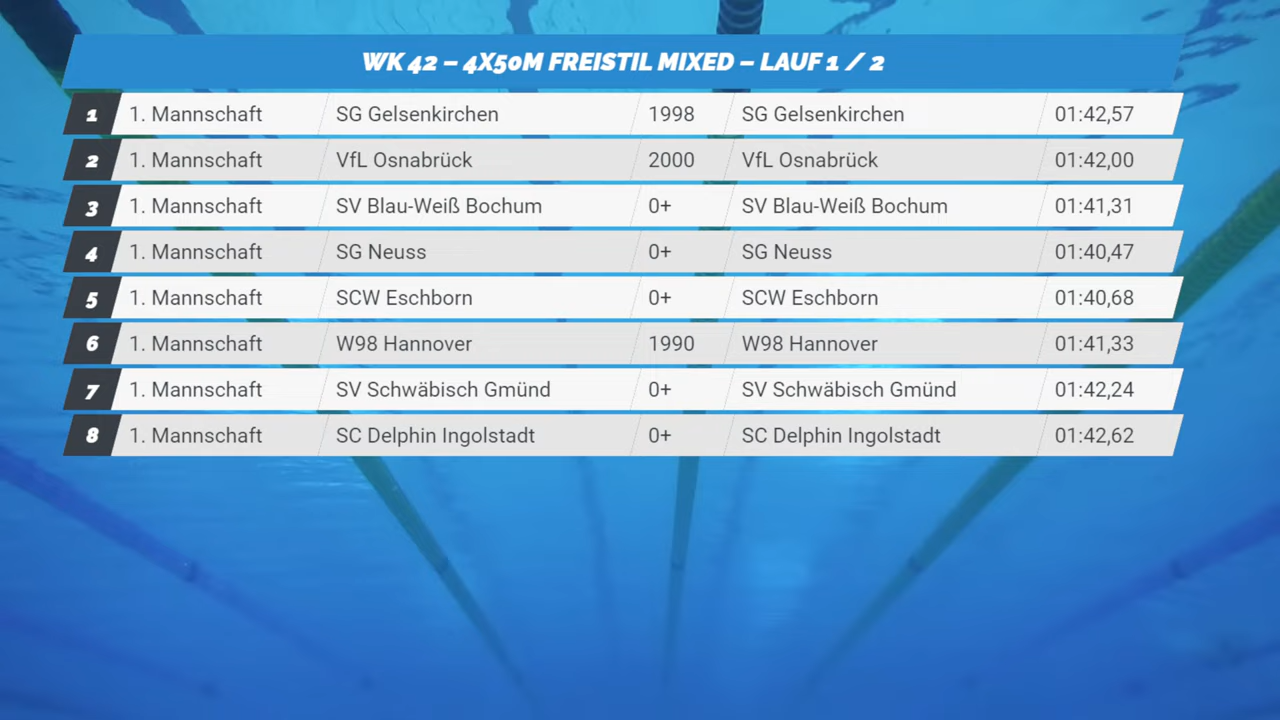 WK 42 – 4X50M FREISTIL MIXED – LAUF 1 / 2
1 1. Mannschaft SG Gelsenkirchen 1998 SG Gelsenkirchen 01:42,57
2 1. Mannschaft VfL Osnabrück 2000 VfL Osnabrück 01:42,00
3 1. Mannschaft SV Blau-Weiß Bochum 0+ SV Blau-Weiß Bochum 01:41,31
4 1. Mannschaft SG Neuss 0+ SG Neuss 01:40,47
5 1. Mannschaft SCW Eschborn 0+ SCW Eschborn 01:40,68
6 1. Mannschaft W98 Hannover 1990 W98 Hannover 01:41,33
7 1. Mannschaft SV Schwäbisch Gmünd 0+ SV Schwäbisch Gmünd 01:42,24
8 1. Mannschaft SC Delphin Ingolstadt 0+ SC Delphin Ingolstadt 01:42,62